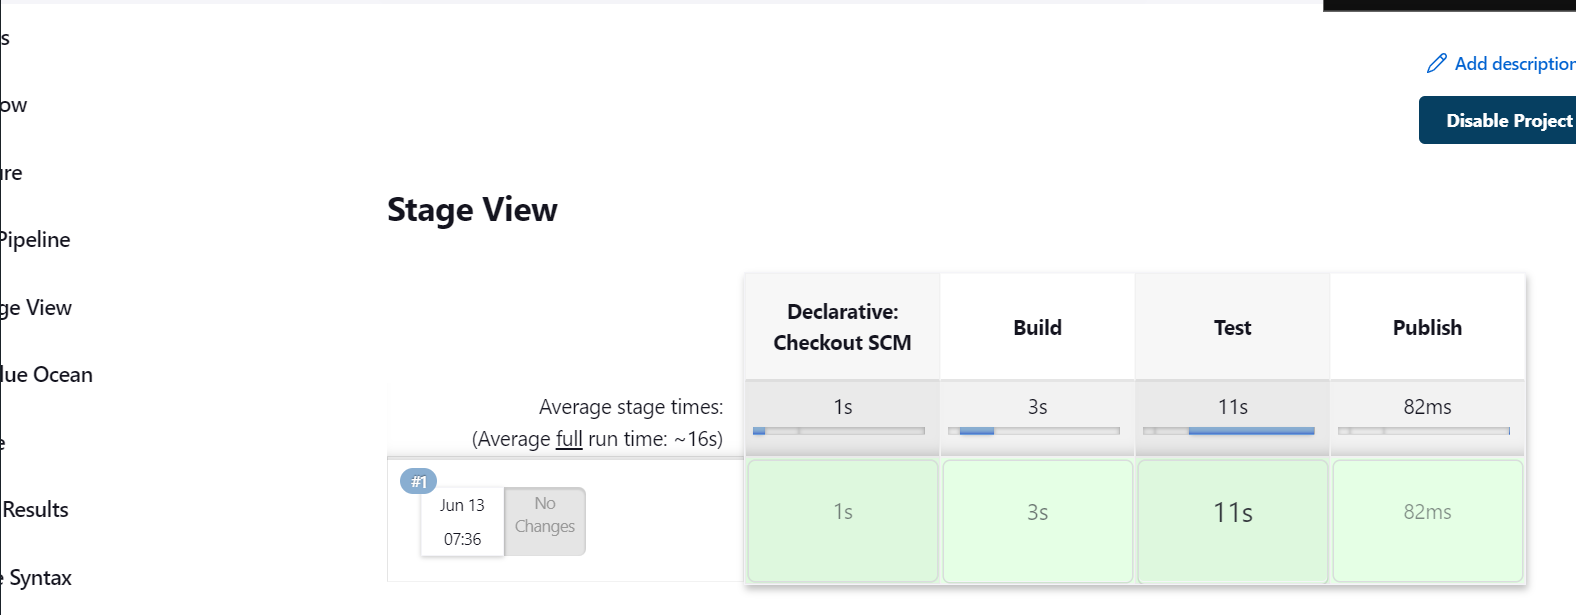 s
Add description
ow
Disable Project
re
Stage View
Pipeline
ge View
Declarative:
Checkout SCM
Build
Test
Publish
lue Ocean
Average stage times:
(Average full run time: ~16s)
1s
3s
11s
82ms
e
#1
Jun 13
07:36
No
Changes
1s
3s
11s
82ms
Results
e Syntax